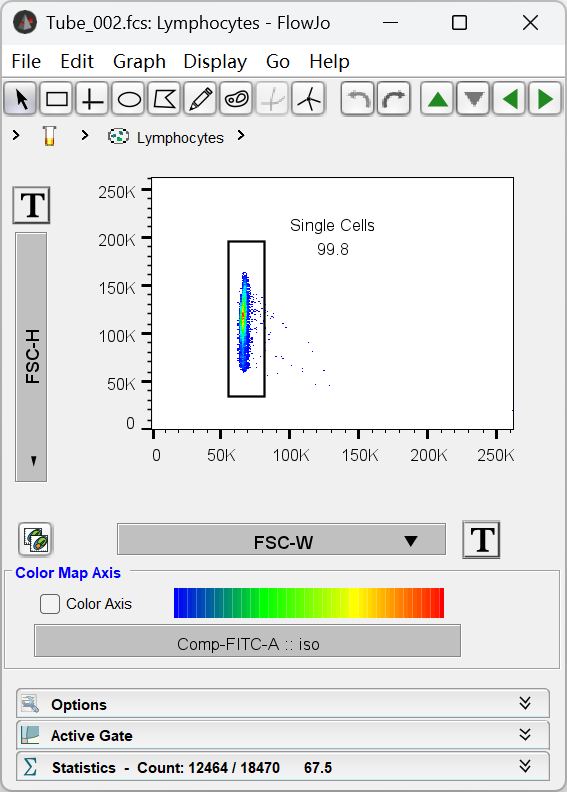 Tube_002.fcs: Lymphocytes - FlowJo
File Edit Graph Display Go Help
Lymphocytes
T
250K
200K
150K
100K
50K
0
FSC-H
Single Cells
99.8
0 50K 100K 150K 200K 250K
FSC-W
T
Color Map Axis
Color Axis
Comp-FITC-A :: iso
Options
Active Gate
Σ Statistics - Count: 12464 / 18470 67.5